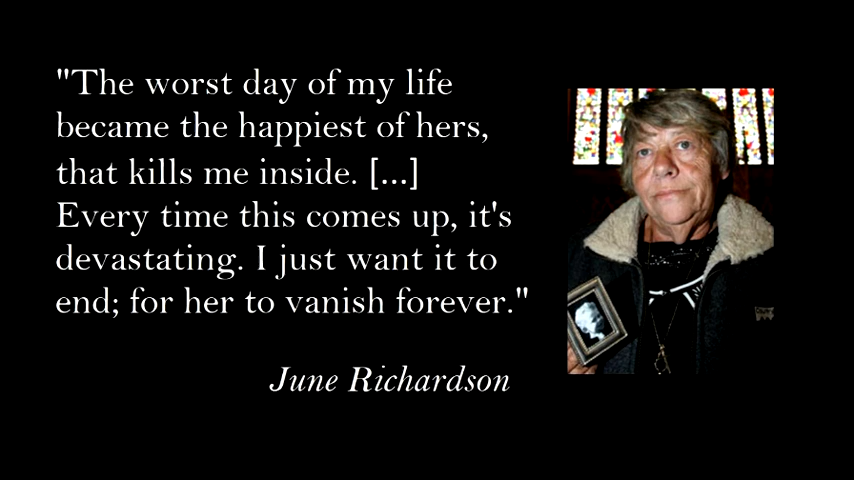 "The worst day of my life
became the happiest of hers,
that kills me inside. [...]
Every time this comes up, it's
devastating. I just want it to
end; for her to vanish forever."
June Richardson